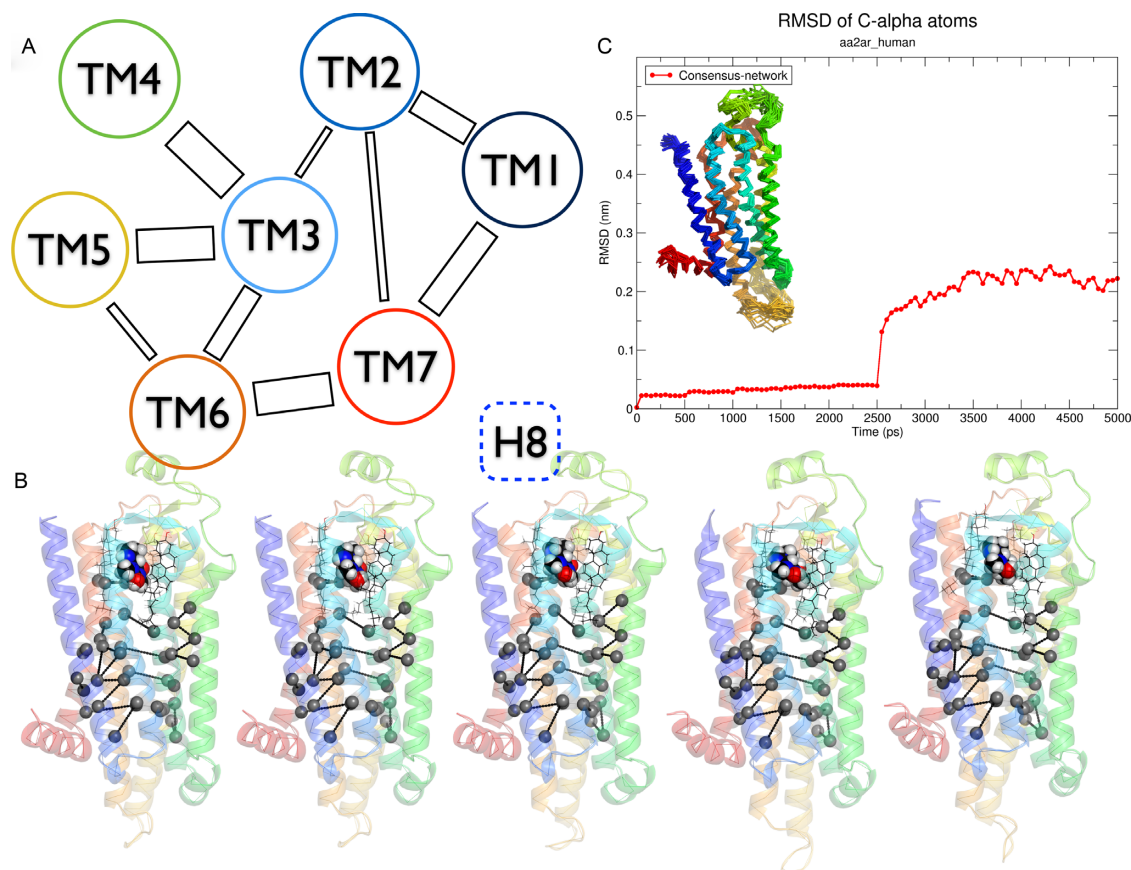 A
TM4
TM2
TM1
TM5
TM3
TM7
TM6
H8
B
C
RMSD of C-alpha atoms
aa2ar_human
Consensus-network
RMSD (nm)
0.5
0.4
0.3
0.2
0.1
0
0 500 1000 1500 2000 2500 3000 3500 4000 4500 5000
Time (ps)